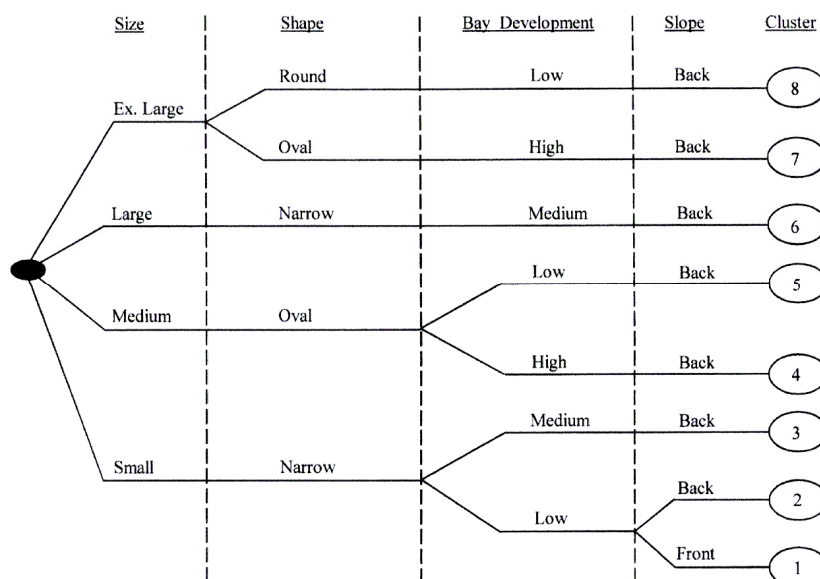 Size Shape Bay Development Slope Cluster
Round Low Back 8
Ex. Large
Oval High Back 7
Large Narrow Medium Back 6
Low Back 5
Medium Oval
High Back 4
Medium Back 3
Small Narrow
Back 2
Low
Front 1